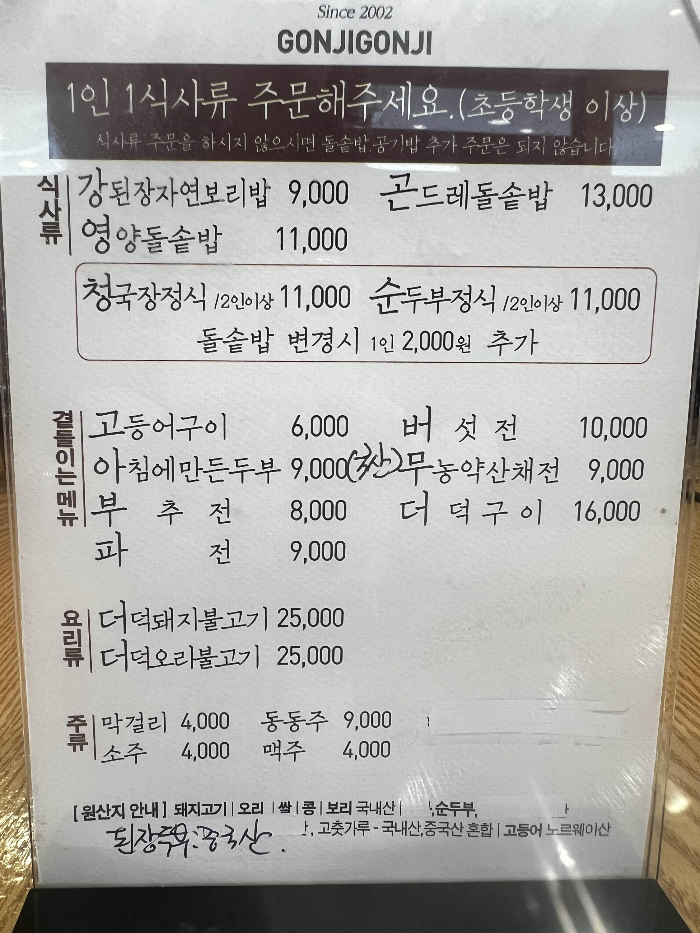 Since 2002
GONJIGONJI
1인 1식사류 주문해주세요.(초등학생 이상)
식사류 주문을 하시지 않으시면 돌솥밥,공기밥 추가 주문은 되지 않습니다
식사류
강된장자연보리밥 9,000 곤드레돌솥밥 13,000
영양돌솥밥 11,000
청국장정식 /2인이상 11,000 순두부정식 /2인이상 11,000
돌솥밥 변경시 1인 2,000원 추가
곁들이는 메뉴
고등어구이 6,000 버섯전 10,000
아침에만든두부 9,000 (국산) 무농약산채전 9,000
부추전 8,000 더덕구이 16,000
파전 9,000
요리류
더덕돼지불고기 25,000
더덕오리불고기 25,000
주류
막걸리 4,000 동동주 9,000
소주 4,000 맥주 4,000
[원산지 안내] 돼지고기 | 오리 | 쌀 | 콩 | 보리 국내산 | ,순두부,
된장두부:중국산. , 고춧가루 - 국내산,중국산 혼합 | 고등어 노르웨이산